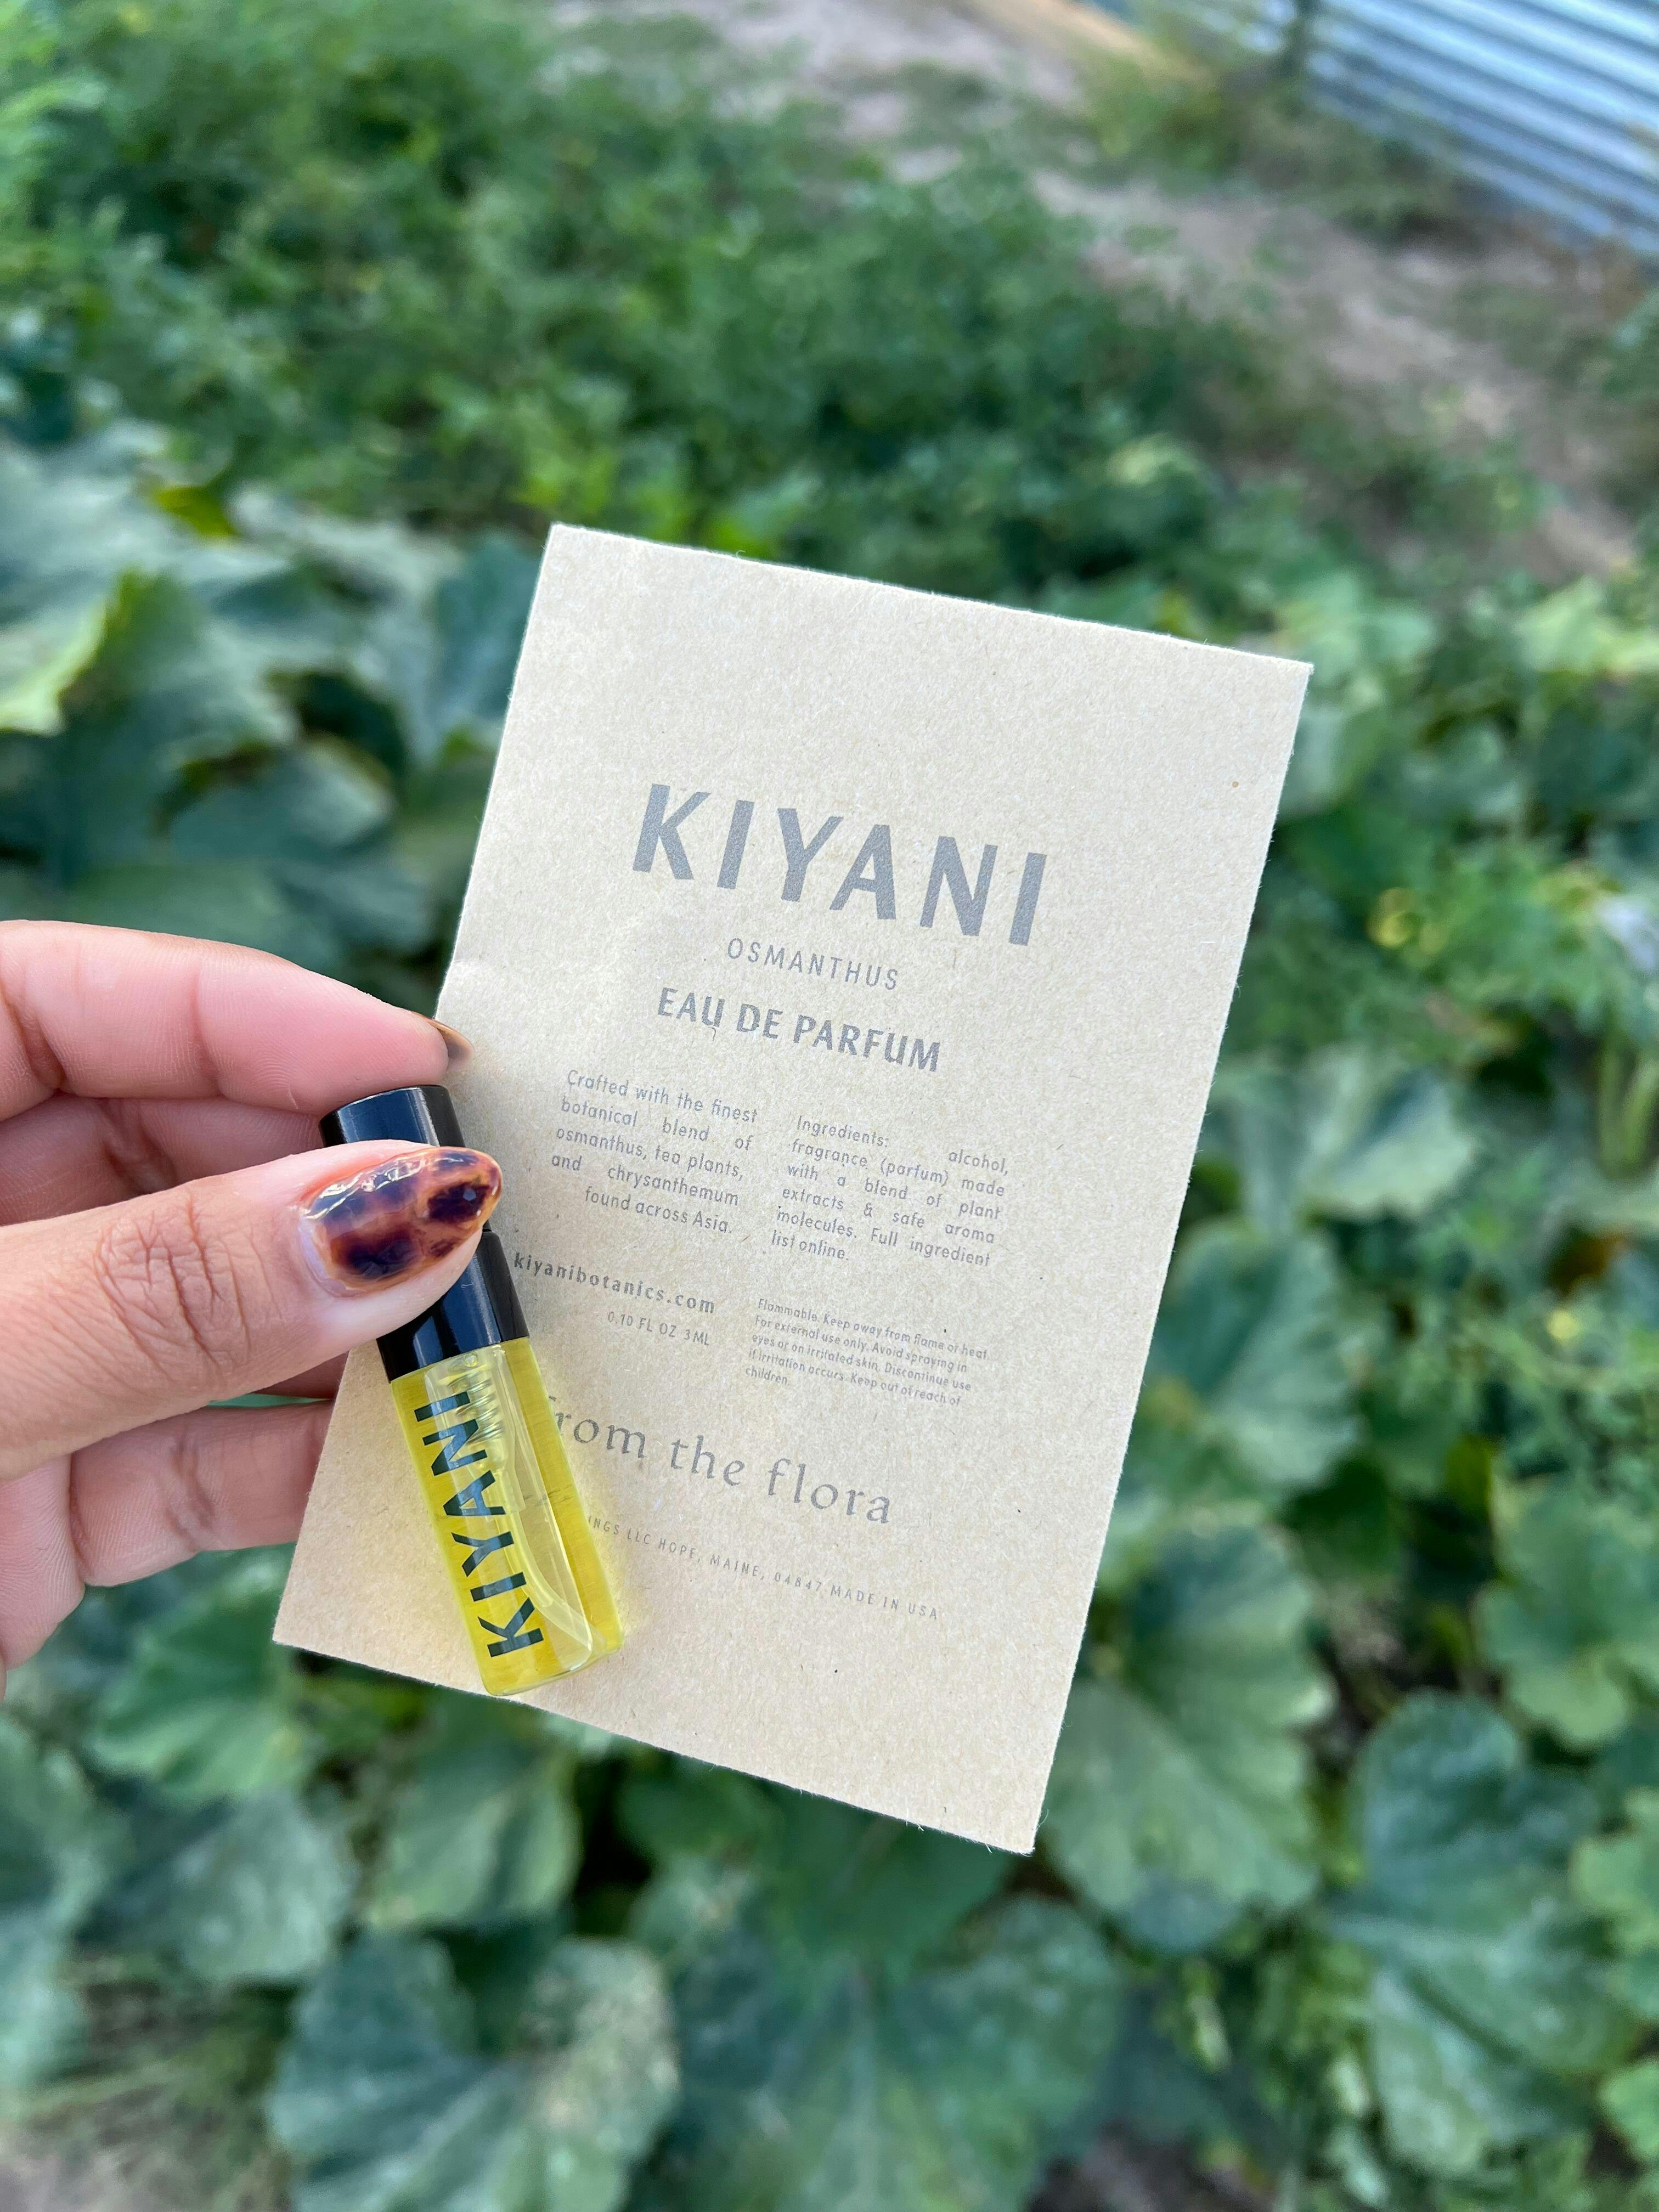 KIYANI
OSMANTHUS
EAU DE PARFUM
Crafted with the finest
botanical blend of
osmanthus, tea plants,
and chrysanthemum
found across Asia.
Ingredients: alcohol,
fragrance (parfum) made
with a blend of plant
extracts & safe aroma
molecules. Full ingredient
list online.
kiyanibotanics.com
0.10 FL OZ 3ML
Flammable. Keep away from flame or heat.
For external use only. Avoid spraying in
eyes or on irritated skin. Discontinue use
if irritation occurs. Keep out of reach of
children.
from the flora
LLC HOPE, MAINE, 04847 MADE IN USA
KIYANI